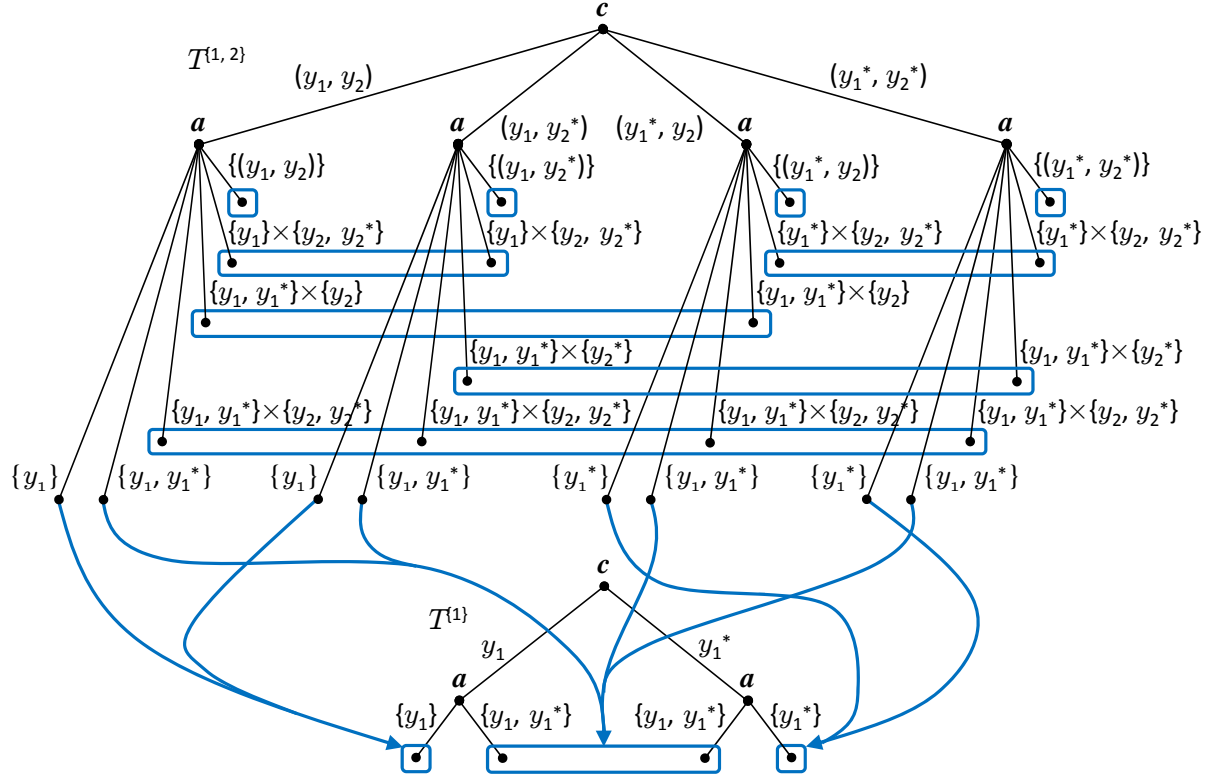 c
T^{1, 2}
(y₁, y₂)
(y₁*, y₂*)
a
a
(y₁, y₂*)
(y₁*, y₂)
a
a
{(y₁, y₂)}
{(y₁, y₂*)}
{(y₁*, y₂)}
{(y₁*, y₂*)}
{y₁}×{y₂, y₂*}
{y₁}×{y₂, y₂*}
{y₁*}×{y₂, y₂*}
{y₁*}×{y₂, y₂*}
{y₁, y₁*}×{y₂}
{y₁, y₁*}×{y₂}
{y₁, y₁*}×{y₂*}
{y₁, y₁*}×{y₂*}
{y₁, y₁*}×{y₂, y₂*}
{y₁, y₁*}×{y₂, y₂*}
{y₁, y₁*}×{y₂, y₂*}
{y₁, y₁*}×{y₂, y₂*}
{y₁}
{y₁, y₁*}
{y₁}
{y₁, y₁*}
{y₁*}
{y₁, y₁*}
{y₁*}
{y₁, y₁*}
c
T^{1}
y₁
y₁*
a
a
{y₁}
{y₁, y₁*}
{y₁, y₁*}
{y₁*}